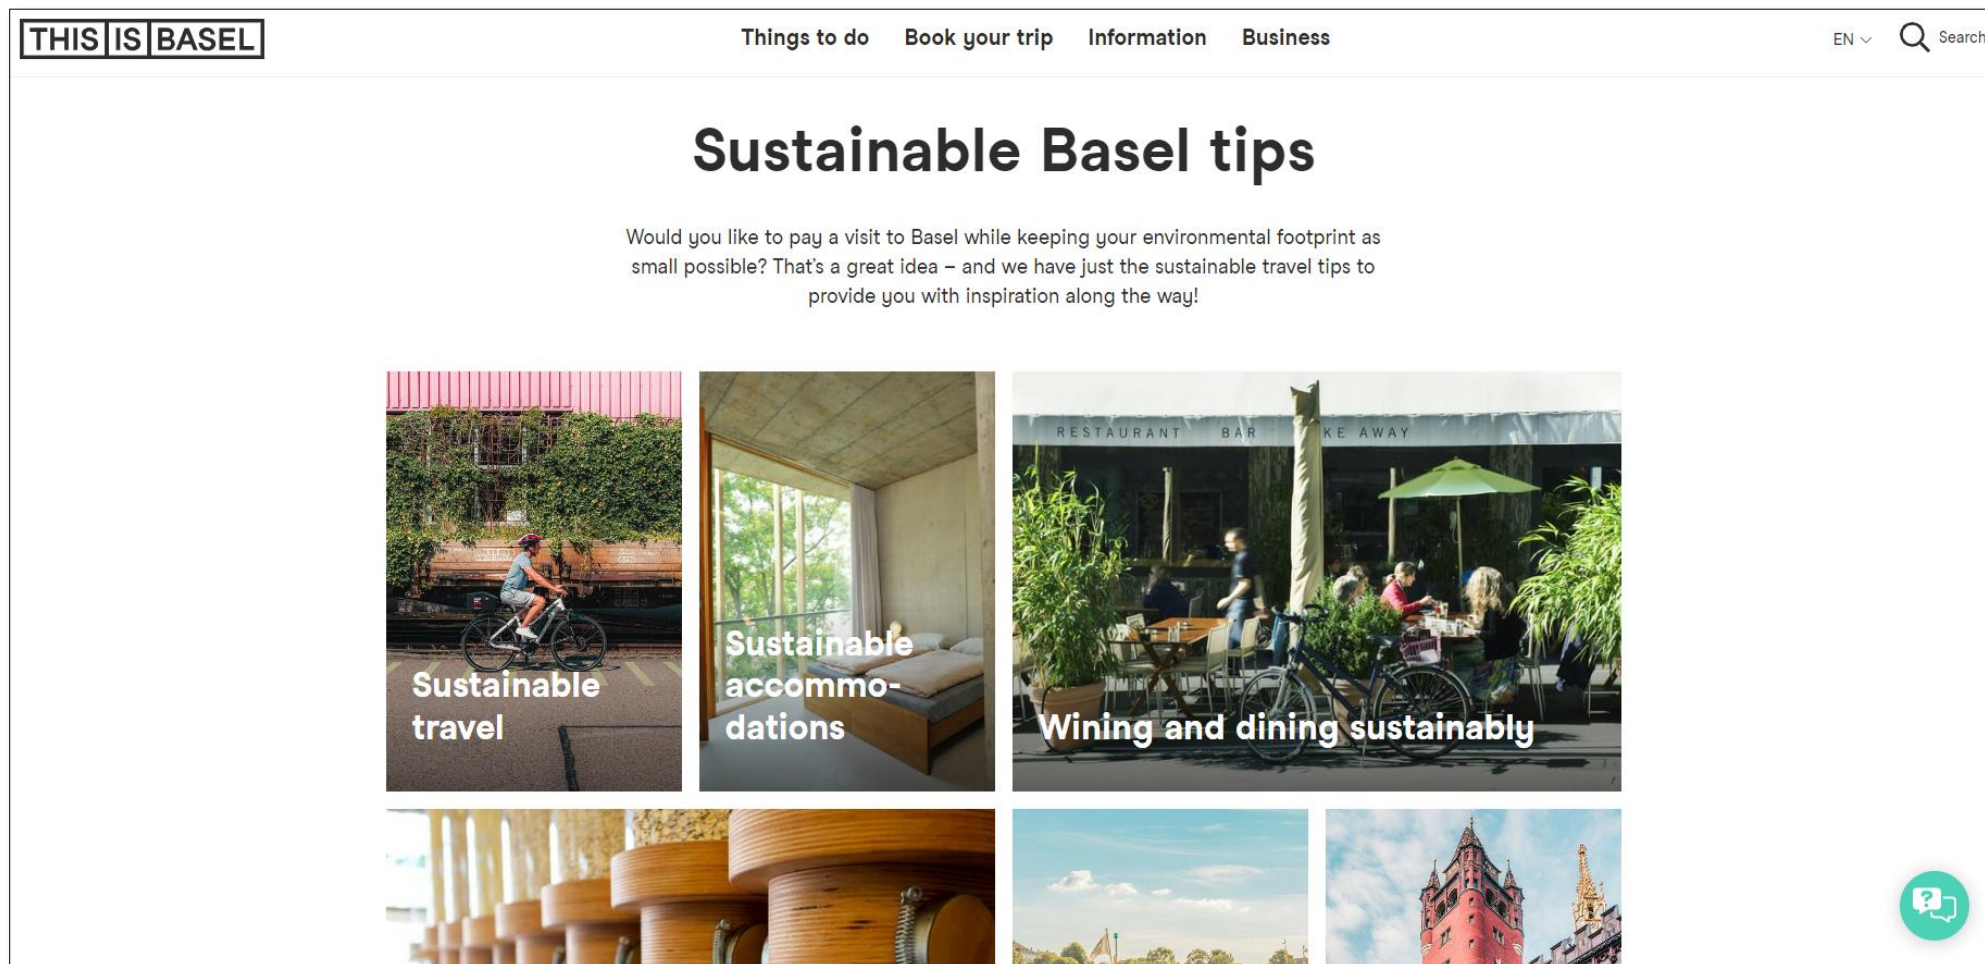 THIS IS BASEL
Things to do
Book your trip
Information
Business
EN
Search
Sustainable Basel tips
Would you like to pay a visit to Basel while keeping your environmental footprint as
small possible? That's a great idea – and we have just the sustainable travel tips to
provide you with inspiration along the way!
Sustainable
travel
Sustainable
accommo-
dations
RESTAURANT BAR KE AWAY
Wining and dining sustainably